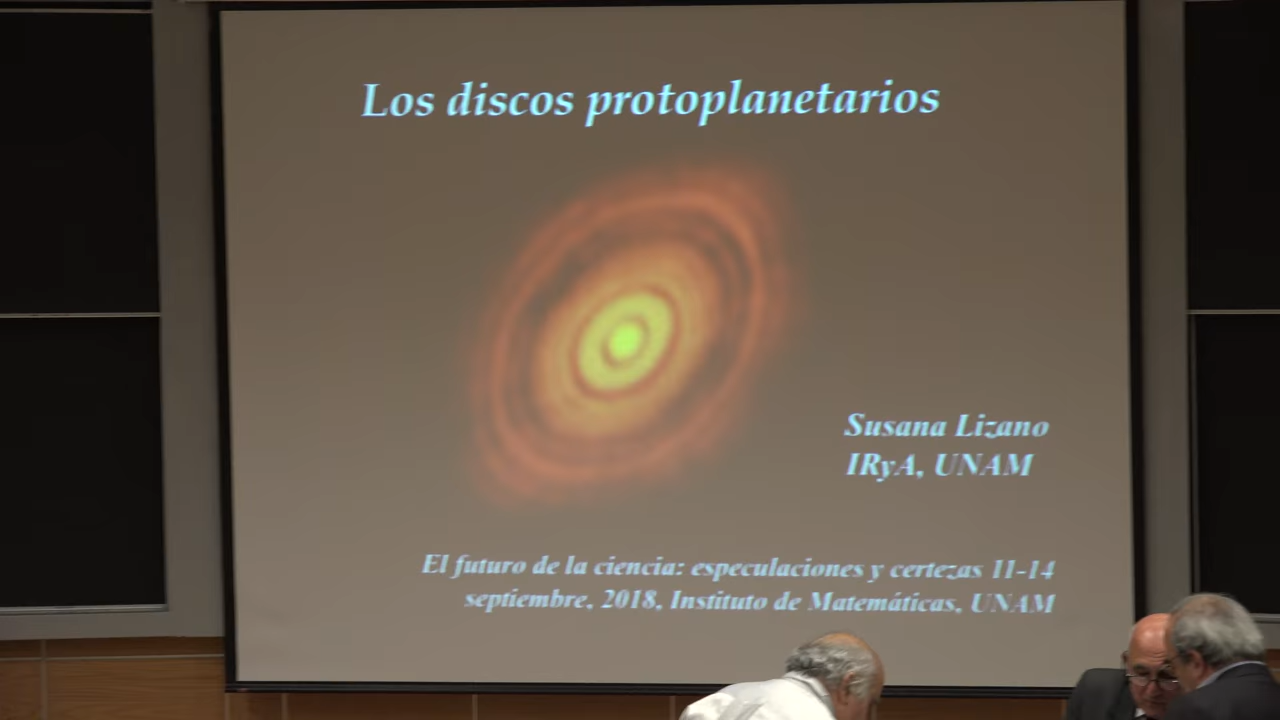 Los discos protoplanetarios
Susana Lizano
IRyA, UNAM
El futuro de la ciencia: especulaciones y certezas 11-14
septiembre, 2018, Instituto de Matemáticas, UNAM